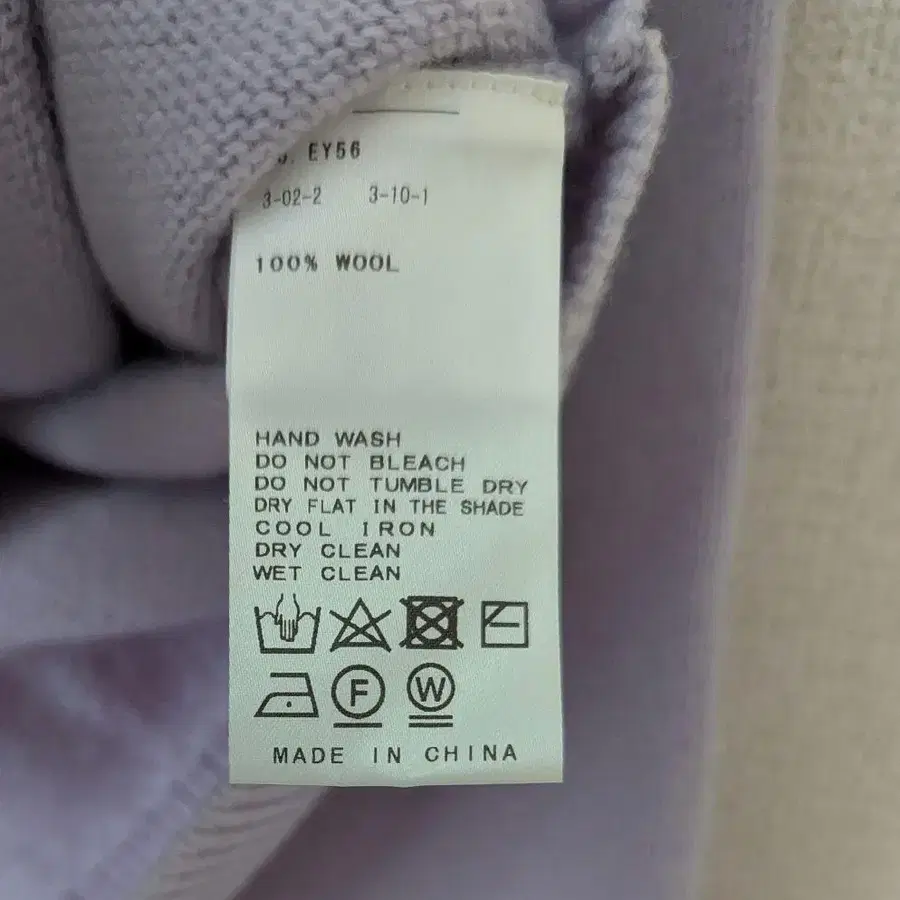 EY56
3-02-2 3-10-1
100% WOOL
HAND WASH
DO NOT BLEACH
DO NOT TUMBLE DRY
DRY FLAT IN THE SHADE
COOL IRON
DRY CLEAN
WET CLEAN
F W
MADE IN CHINA